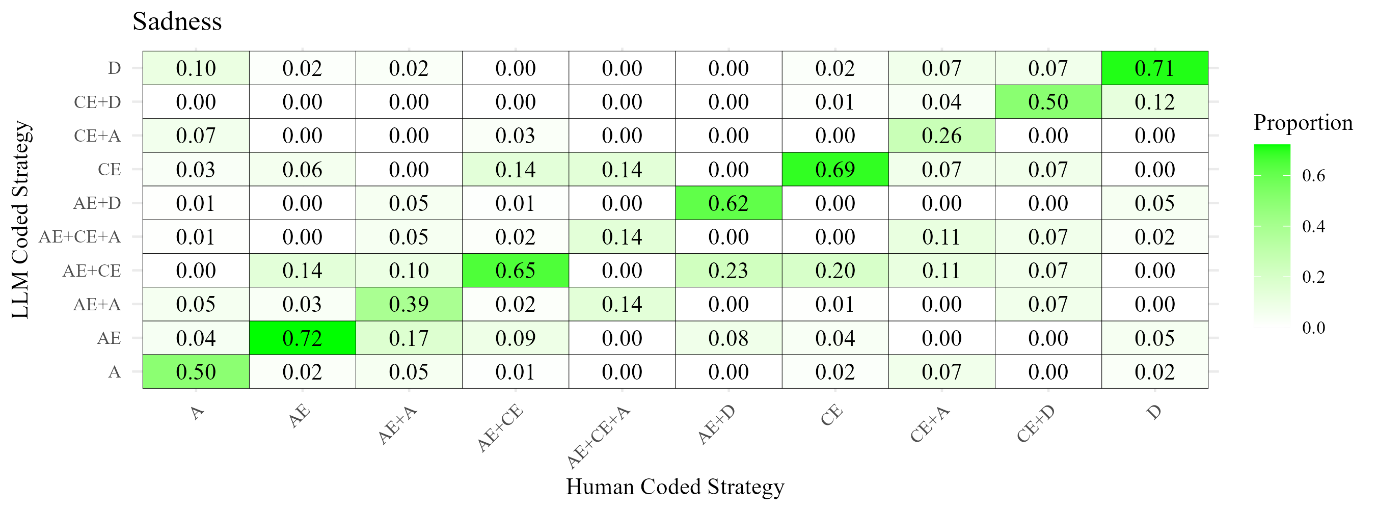 Sadness
LLM Coded Strategy
D 0.10 0.02 0.02 0.00 0.00 0.00 0.02 0.07 0.07 0.71
CE+D 0.00 0.00 0.00 0.00 0.00 0.00 0.01 0.04 0.50 0.12
CE+A 0.07 0.00 0.00 0.03 0.00 0.00 0.00 0.26 0.00 0.00
CE 0.03 0.06 0.00 0.14 0.14 0.00 0.69 0.07 0.07 0.00
AE+D 0.01 0.00 0.05 0.01 0.00 0.62 0.00 0.00 0.00 0.05
AE+CE+A 0.01 0.00 0.05 0.02 0.14 0.00 0.00 0.11 0.07 0.02
AE+CE 0.00 0.14 0.10 0.65 0.00 0.23 0.20 0.11 0.07 0.00
AE+A 0.05 0.03 0.39 0.02 0.14 0.00 0.01 0.00 0.07 0.00
AE 0.04 0.72 0.17 0.09 0.00 0.08 0.04 0.00 0.00 0.05
A 0.50 0.02 0.05 0.01 0.00 0.00 0.02 0.07 0.00 0.02
A AE AE+A AE+CE AE+CE+A AE+D CE CE+A CE+D D
Human Coded Strategy
Proportion
0.6
0.4
0.2
0.0